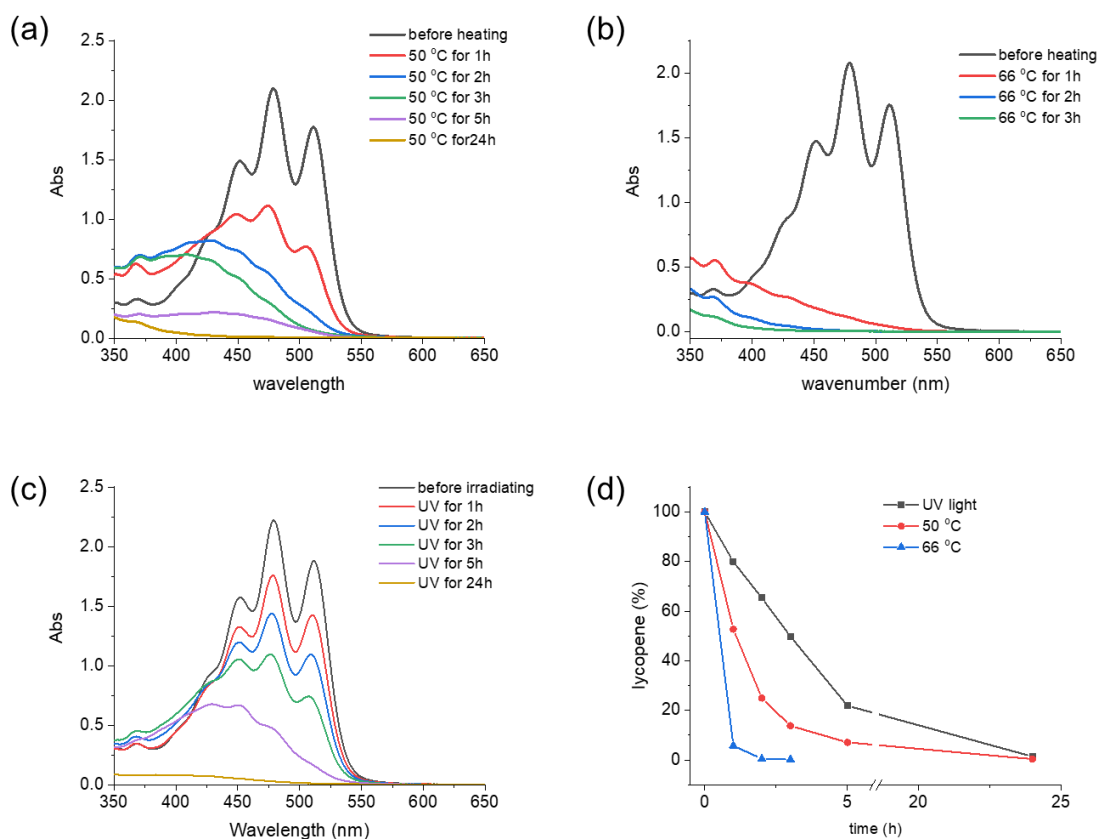 (a)
before heating
50 °C for 1h
50 °C for 2h
50 °C for 3h
50 °C for 5h
50 °C for24h
2.5
2.0
1.5
1.0
0.5
0.0
Abs
350 400 450 500 550 600 650
wavelength
(b)
before heating
66 °C for 1h
66 °C for 2h
66 °C for 3h
2.0
1.5
1.0
0.5
0.0
Abs
350 400 450 500 550 600 650
wavenumber (nm)
(c)
before irradiating
UV for 1h
UV for 2h
UV for 3h
UV for 5h
UV for 24h
2.5
2.0
1.5
1.0
0.5
0.0
Abs
350 400 450 500 550 600 650
Wavelength (nm)
(d)
UV light
50 °C
66 °C
100
80
60
40
20
0
lycopene (%)
0 5 20 25
time (h)